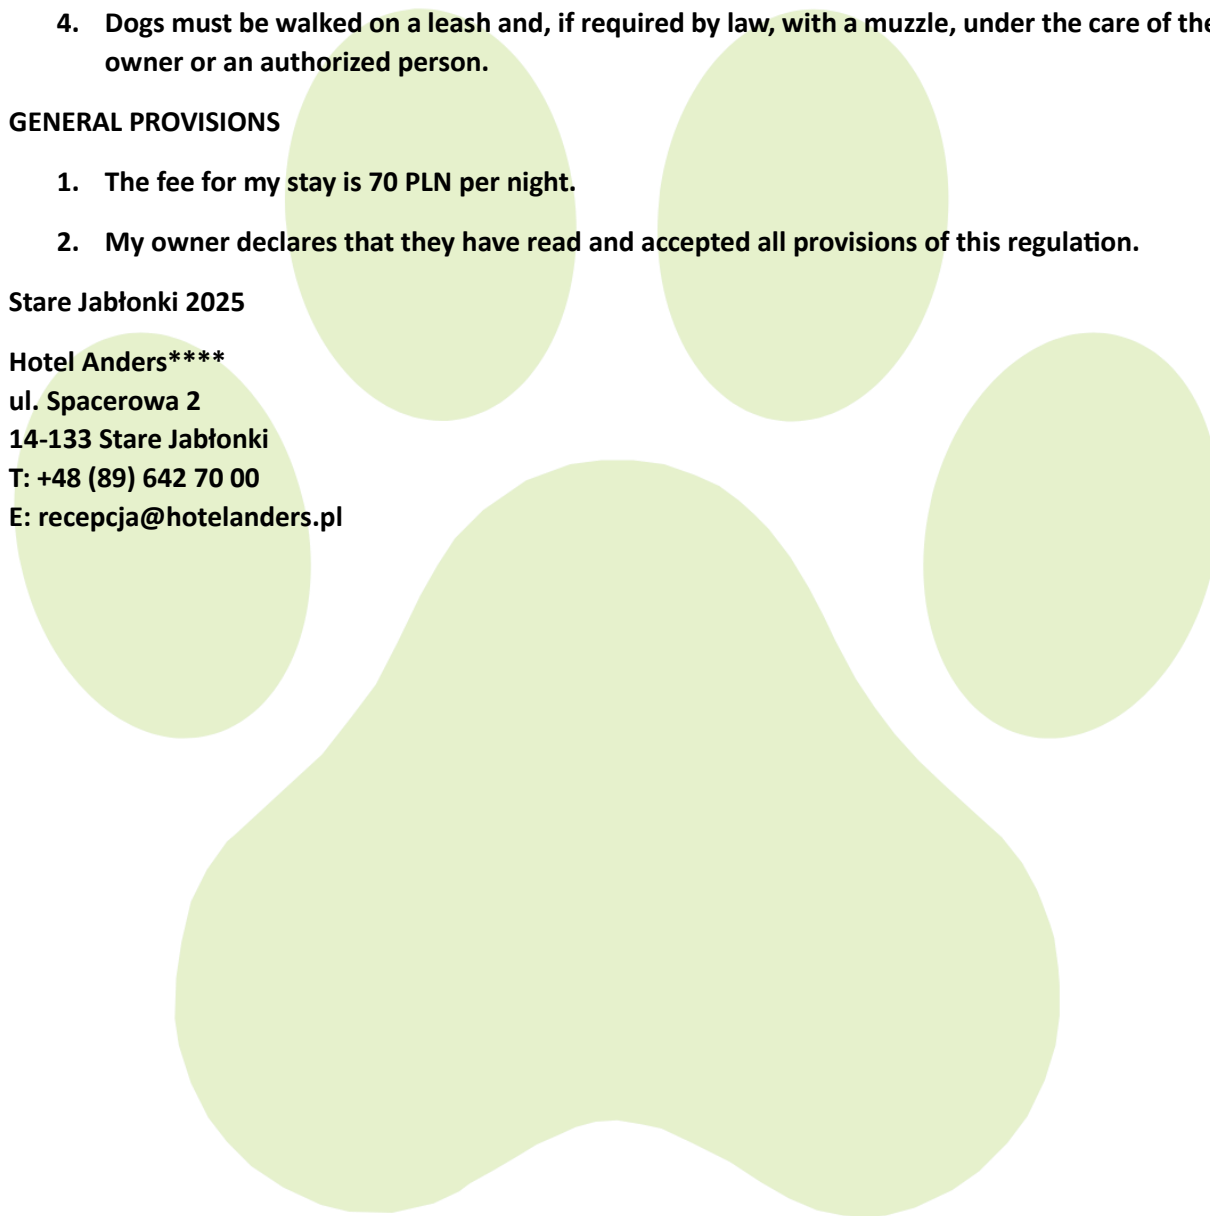 4. Dogs must be walked on a leash and, if required by law, with a muzzle, under the care of the
owner or an authorized person.
GENERAL PROVISIONS
1. The fee for my stay is 70 PLN per night.
2. My owner declares that they have read and accepted all provisions of this regulation.
Stare Jabłonki 2025
Hotel Anders****
ul. Spacerowa 2
14-133 Stare Jabłonki
T: +48 (89) 642 70 00
E: recepcja@hotelanders.pl